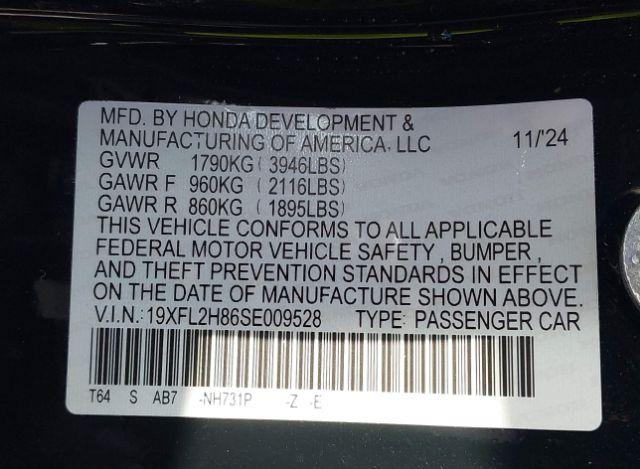 MFD. BY HONDA DEVELOPMENT &
MANUFACTURING OF AMERICA, LLC 11/'24
GVWR 1790KG ( 3946LBS)
GAWR F 960KG ( 2116LBS)
GAWR R 860KG ( 1895LBS)
THIS VEHICLE CONFORMS TO ALL APPLICABLE
FEDERAL MOTOR VEHICLE SAFETY , BUMPER ,
AND THEFT PREVENTION STANDARDS IN EFFECT
ON THE DATE OF MANUFACTURE SHOWN ABOVE.
V.I.N.: 19XFL2H86SE009528 TYPE: PASSENGER CAR
T64 S AB7 -NH731P -Z -E